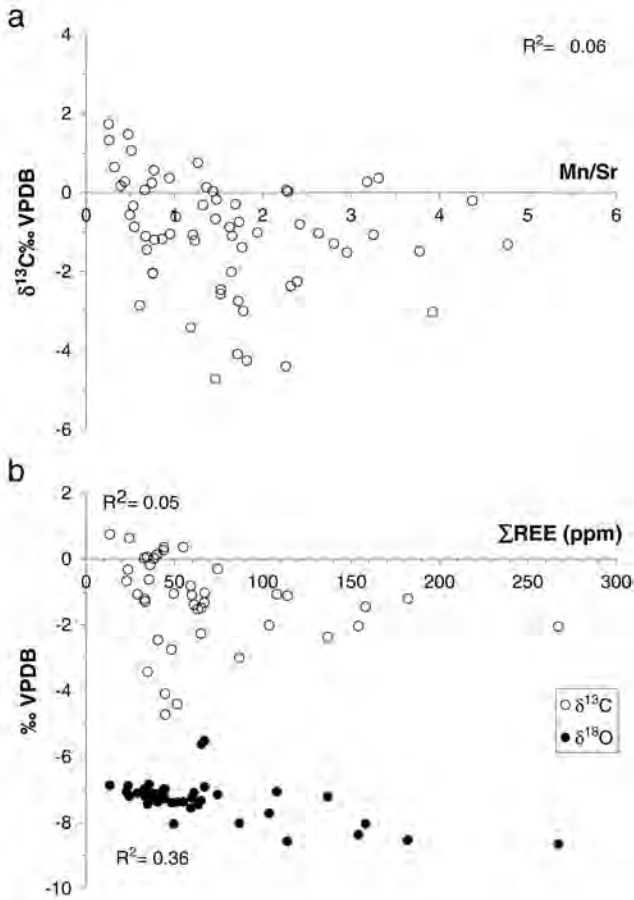 a
4
R²= 0.06
2
Mn/Sr
0
0 1 2 3 4 5 6
δ¹³C‰ VPDB
-2
-4
-6
b
2
R²= 0.05
ΣREE (ppm)
0
0 50 100 150 200 250 300
-2
‰ VPDB
-4
δ¹³C
δ¹⁸O
-6
-8
R²= 0.36
-10